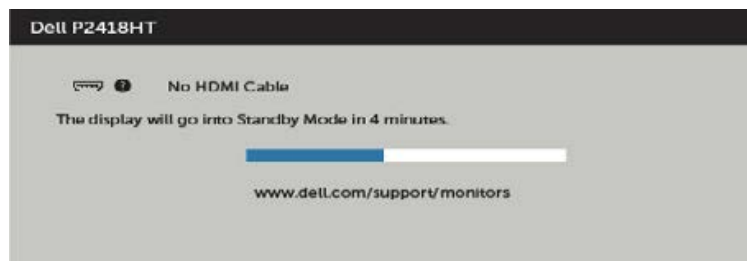 Dell P2418HT
? No HDMI Cable
The display will go into Standby Mode in 4 minutes.
www.dell.com/support/monitors